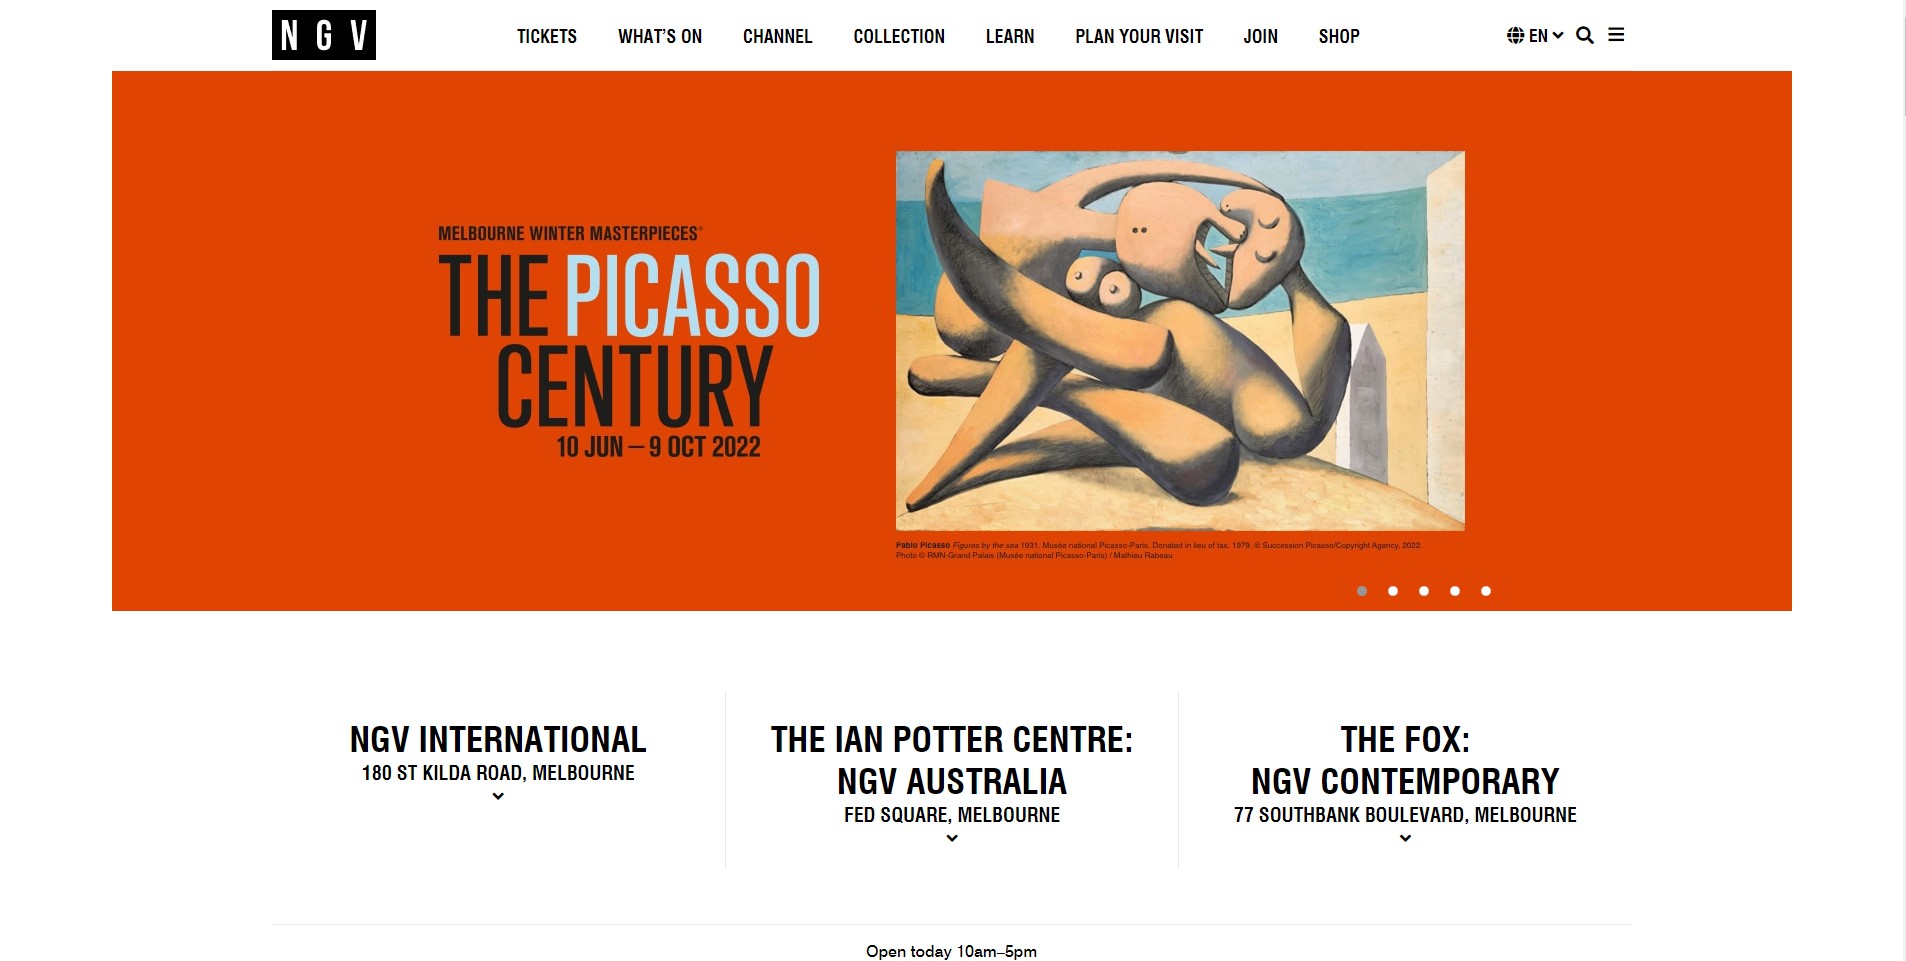 NGV
TICKETS WHAT'S ON CHANNEL COLLECTION LEARN PLAN YOUR VISIT JOIN SHOP EN
MELBOURNE WINTER MASTERPIECES®
THE PICASSO
CENTURY
10 JUN – 9 OCT 2022
Pablo Picasso Figures by the sea 1931. Musée national Picasso-Paris. Donated in lieu of tax, 1979. © Succession Picasso/Copyright Agency, 2022.
Photo © RMN-Grand Palais (Musée national Picasso-Paris) / Mathieu Rabeau
NGV INTERNATIONAL
180 ST KILDA ROAD, MELBOURNE
THE IAN POTTER CENTRE:
NGV AUSTRALIA
FED SQUARE, MELBOURNE
THE FOX:
NGV CONTEMPORARY
77 SOUTHBANK BOULEVARD, MELBOURNE
Open today 10am–5pm